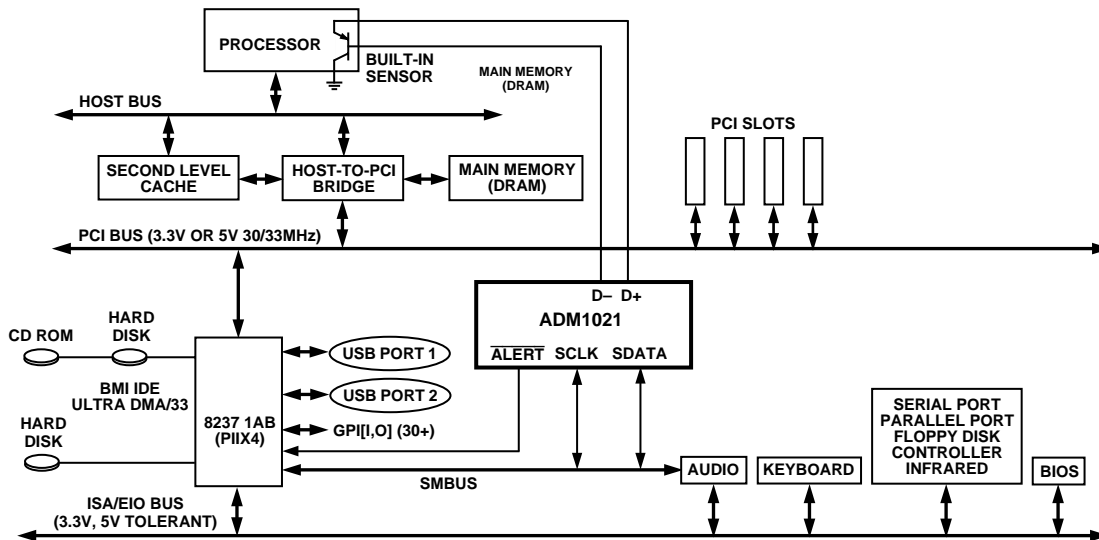 PROCESSOR
BUILT-IN
SENSOR
MAIN MEMORY
(DRAM)
HOST BUS
PCI SLOTS
SECOND LEVEL
CACHE
HOST-TO-PCI
BRIDGE
MAIN MEMORY
(DRAM)
PCI BUS (3.3V OR 5V 30/33MHz)
D– D+
ADM1021
ALERT SCLK SDATA
CD ROM
HARD
DISK
BMI IDE
ULTRA DMA/33
HARD
DISK
8237 1AB
(PIIX4)
USB PORT 1
USB PORT 2
GPI[I,O] (30+)
SMBUS
AUDIO
KEYBOARD
SERIAL PORT
PARALLEL PORT
FLOPPY DISK
CONTROLLER
INFRARED
BIOS
ISA/EIO BUS
(3.3V, 5V TOLERANT)